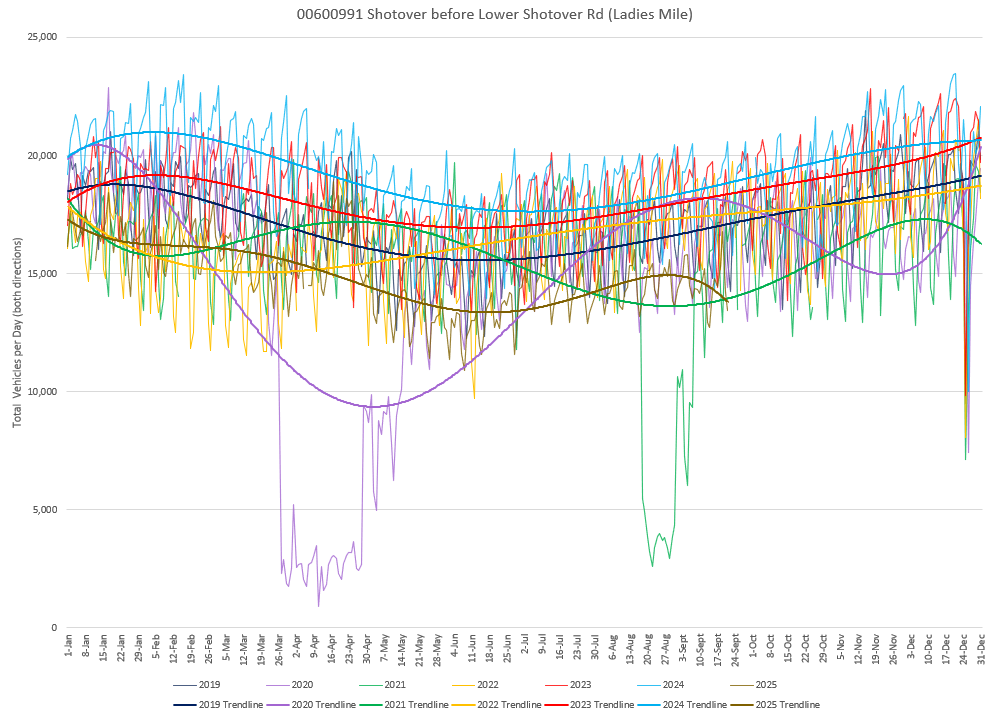 00600991 Shotover before Lower Shotover Rd (Ladies Mile)
25,000
20,000
15,000
10,000
5,000
0
Total Vehicles per Day (both directions)
1-Jan 8-Jan 15-Jan 22-Jan 29-Jan 5-Feb 12-Feb 19-Feb 26-Feb 5-Mar 12-Mar 19-Mar 26-Mar 2-Apr 9-Apr 16-Apr 23-Apr 30-Apr 7-May 14-May 21-May 28-May 4-Jun 11-Jun 18-Jun 25-Jun 2-Jul 9-Jul 16-Jul 23-Jul 30-Jul 6-Aug 13-Aug 20-Aug 27-Aug 3-Sept 10-Sept 17-Sept 24-Sept 1-Oct 8-Oct 15-Oct 22-Oct 29-Oct 5-Nov 12-Nov 19-Nov 26-Nov 3-Dec 10-Dec 17-Dec 24-Dec 31-Dec
2019 2020 2021 2022 2023 2024 2025
2019 Trendline 2020 Trendline 2021 Trendline 2022 Trendline 2023 Trendline 2024 Trendline 2025 Trendline